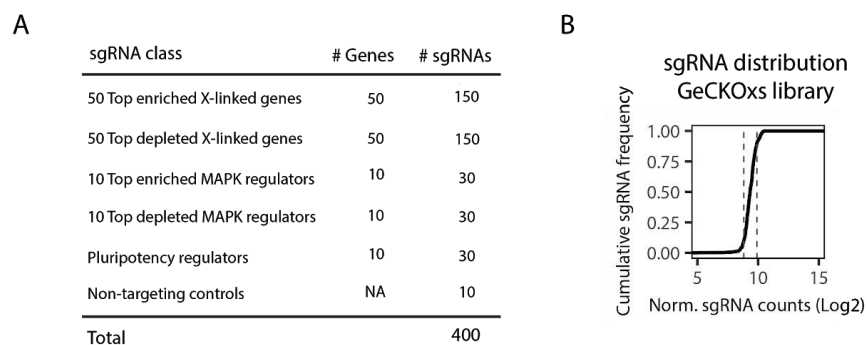 A
sgRNA class # Genes # sgRNAs
50 Top enriched X-linked genes 50 150
50 Top depleted X-linked genes 50 150
10 Top enriched MAPK regulators 10 30
10 Top depleted MAPK regulators 10 30
Pluripotency regulators 10 30
Non-targeting controls NA 10
Total 400
B
sgRNA distribution
GeCKOxs library
Cumulative sgRNA frequency
1.00
0.75
0.50
0.25
0.00
5 10 15
Norm. sgRNA counts (Log2)